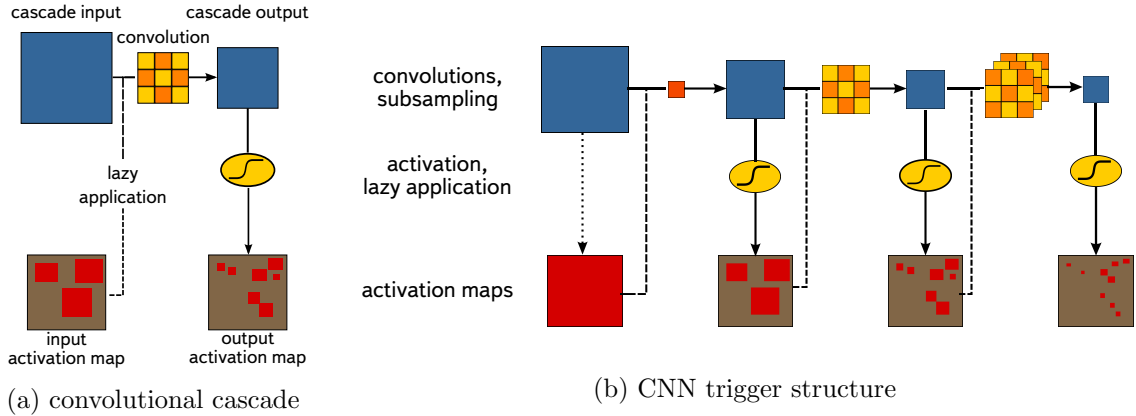 cascade input
cascade output
convolution
lazy
application
input
activation map
output
activation map
(a) convolutional cascade
convolutions,
subsampling
activation,
lazy application
activation maps
(b) CNN trigger structure